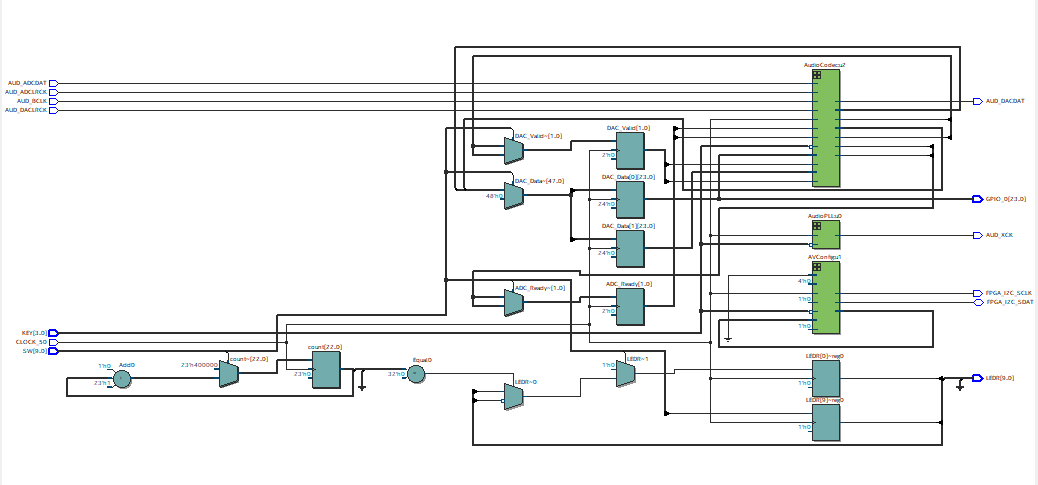 AudioCodec:u2
AUD_ADCDAT
AUD_ADCLRCK
AUD_BCLK
AUD_DACLRCK
AUD_DACDAT
DAC_Valid~[1..0]
DAC_Valid[1..0]
2'h0
DAC_Data~[47..0]
DAC_Data[0][23..0]
48'h0
24'h0
GPIO_0[23..0]
AudioPLL:u0
DAC_Data[1][23..0]
AUD_XCK
24'h0
AVConfig:u1
4'h0
ADC_Ready~[1..0]
ADC_Ready[1..0]
FPGA_I2C_SCLK
1'h0
FPGA_I2C_SDAT
2'h0
1'h0
KEY[3..0]
CLOCK_50
SW[9..0]
count[22..0]
count~[22..0]
LEDR~1
LEDR[0]~reg0
Add0
Equal0
1'h0
23'h400000
1'h0
LEDR~0
23'h1
23'h0
32'h0
1'h0
LEDR[9..0]
LEDR[9]~reg0
1'h0